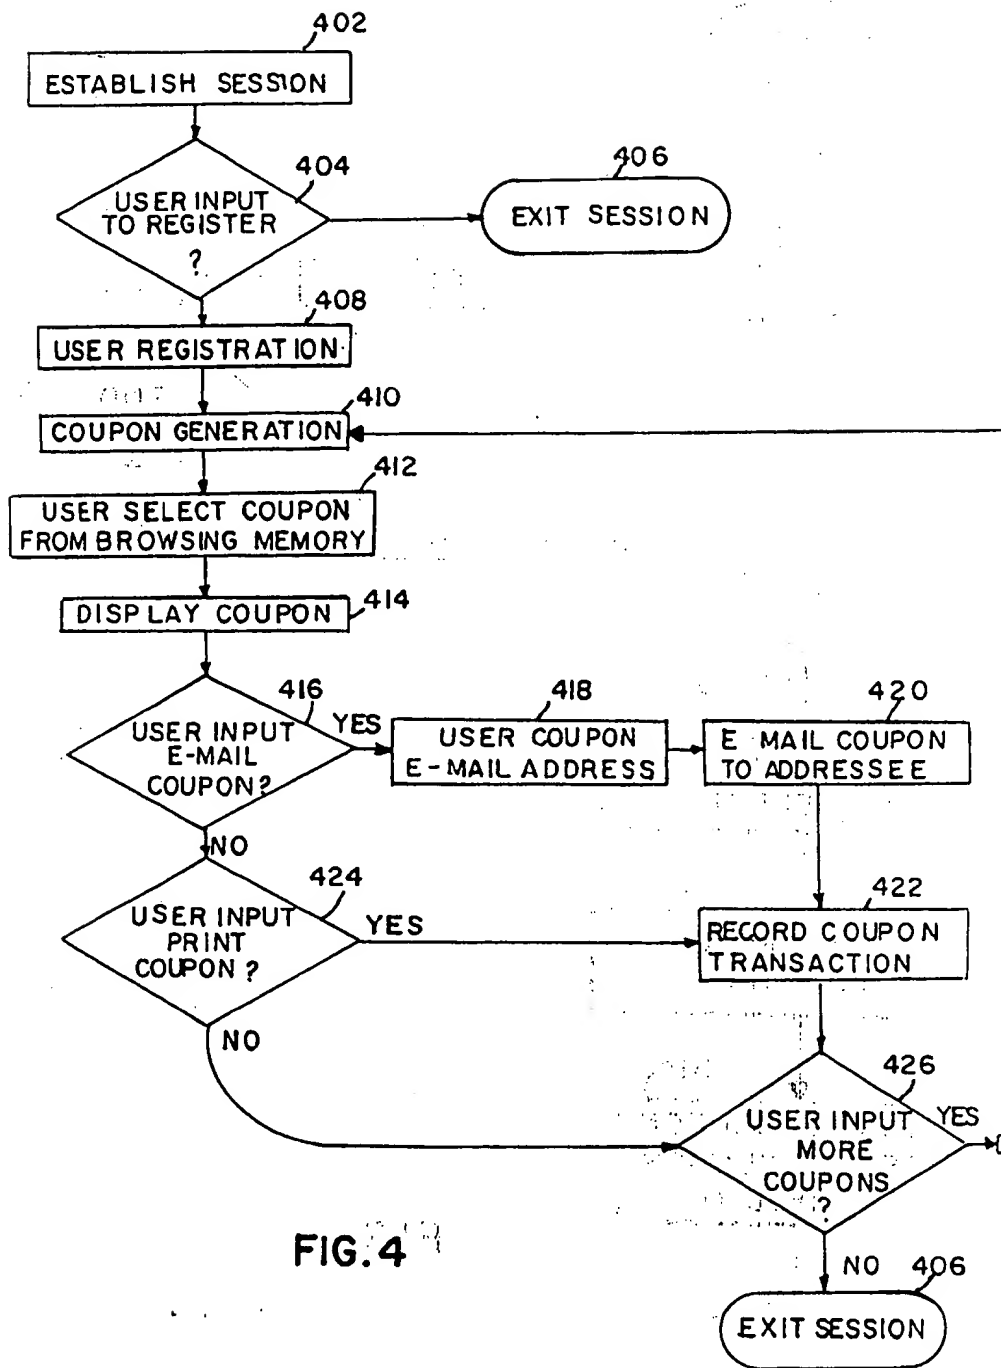 402
ESTABLISH SESSION
404
USER INPUT
TO REGISTER
?
406
EXIT SESSION
408
USER REGISTRATION
410
COUPON GENERATION
412
USER SELECT COUPON
FROM BROWSING MEMORY
DISPLAY COUPON
414
416
USER INPUT
E-MAIL
COUPON?
YES
418
USER COUPON
E-MAIL ADDRESS
420
E MAIL COUPON
TO ADDRESSEE
NO
424
USER INPUT
PRINT
COUPON?
YES
422
RECORD COUPON
TRANSACTION
NO
426
USER INPUT
MORE
COUPONS
?
YES
FIG.4
NO
406
EXIT SESSION